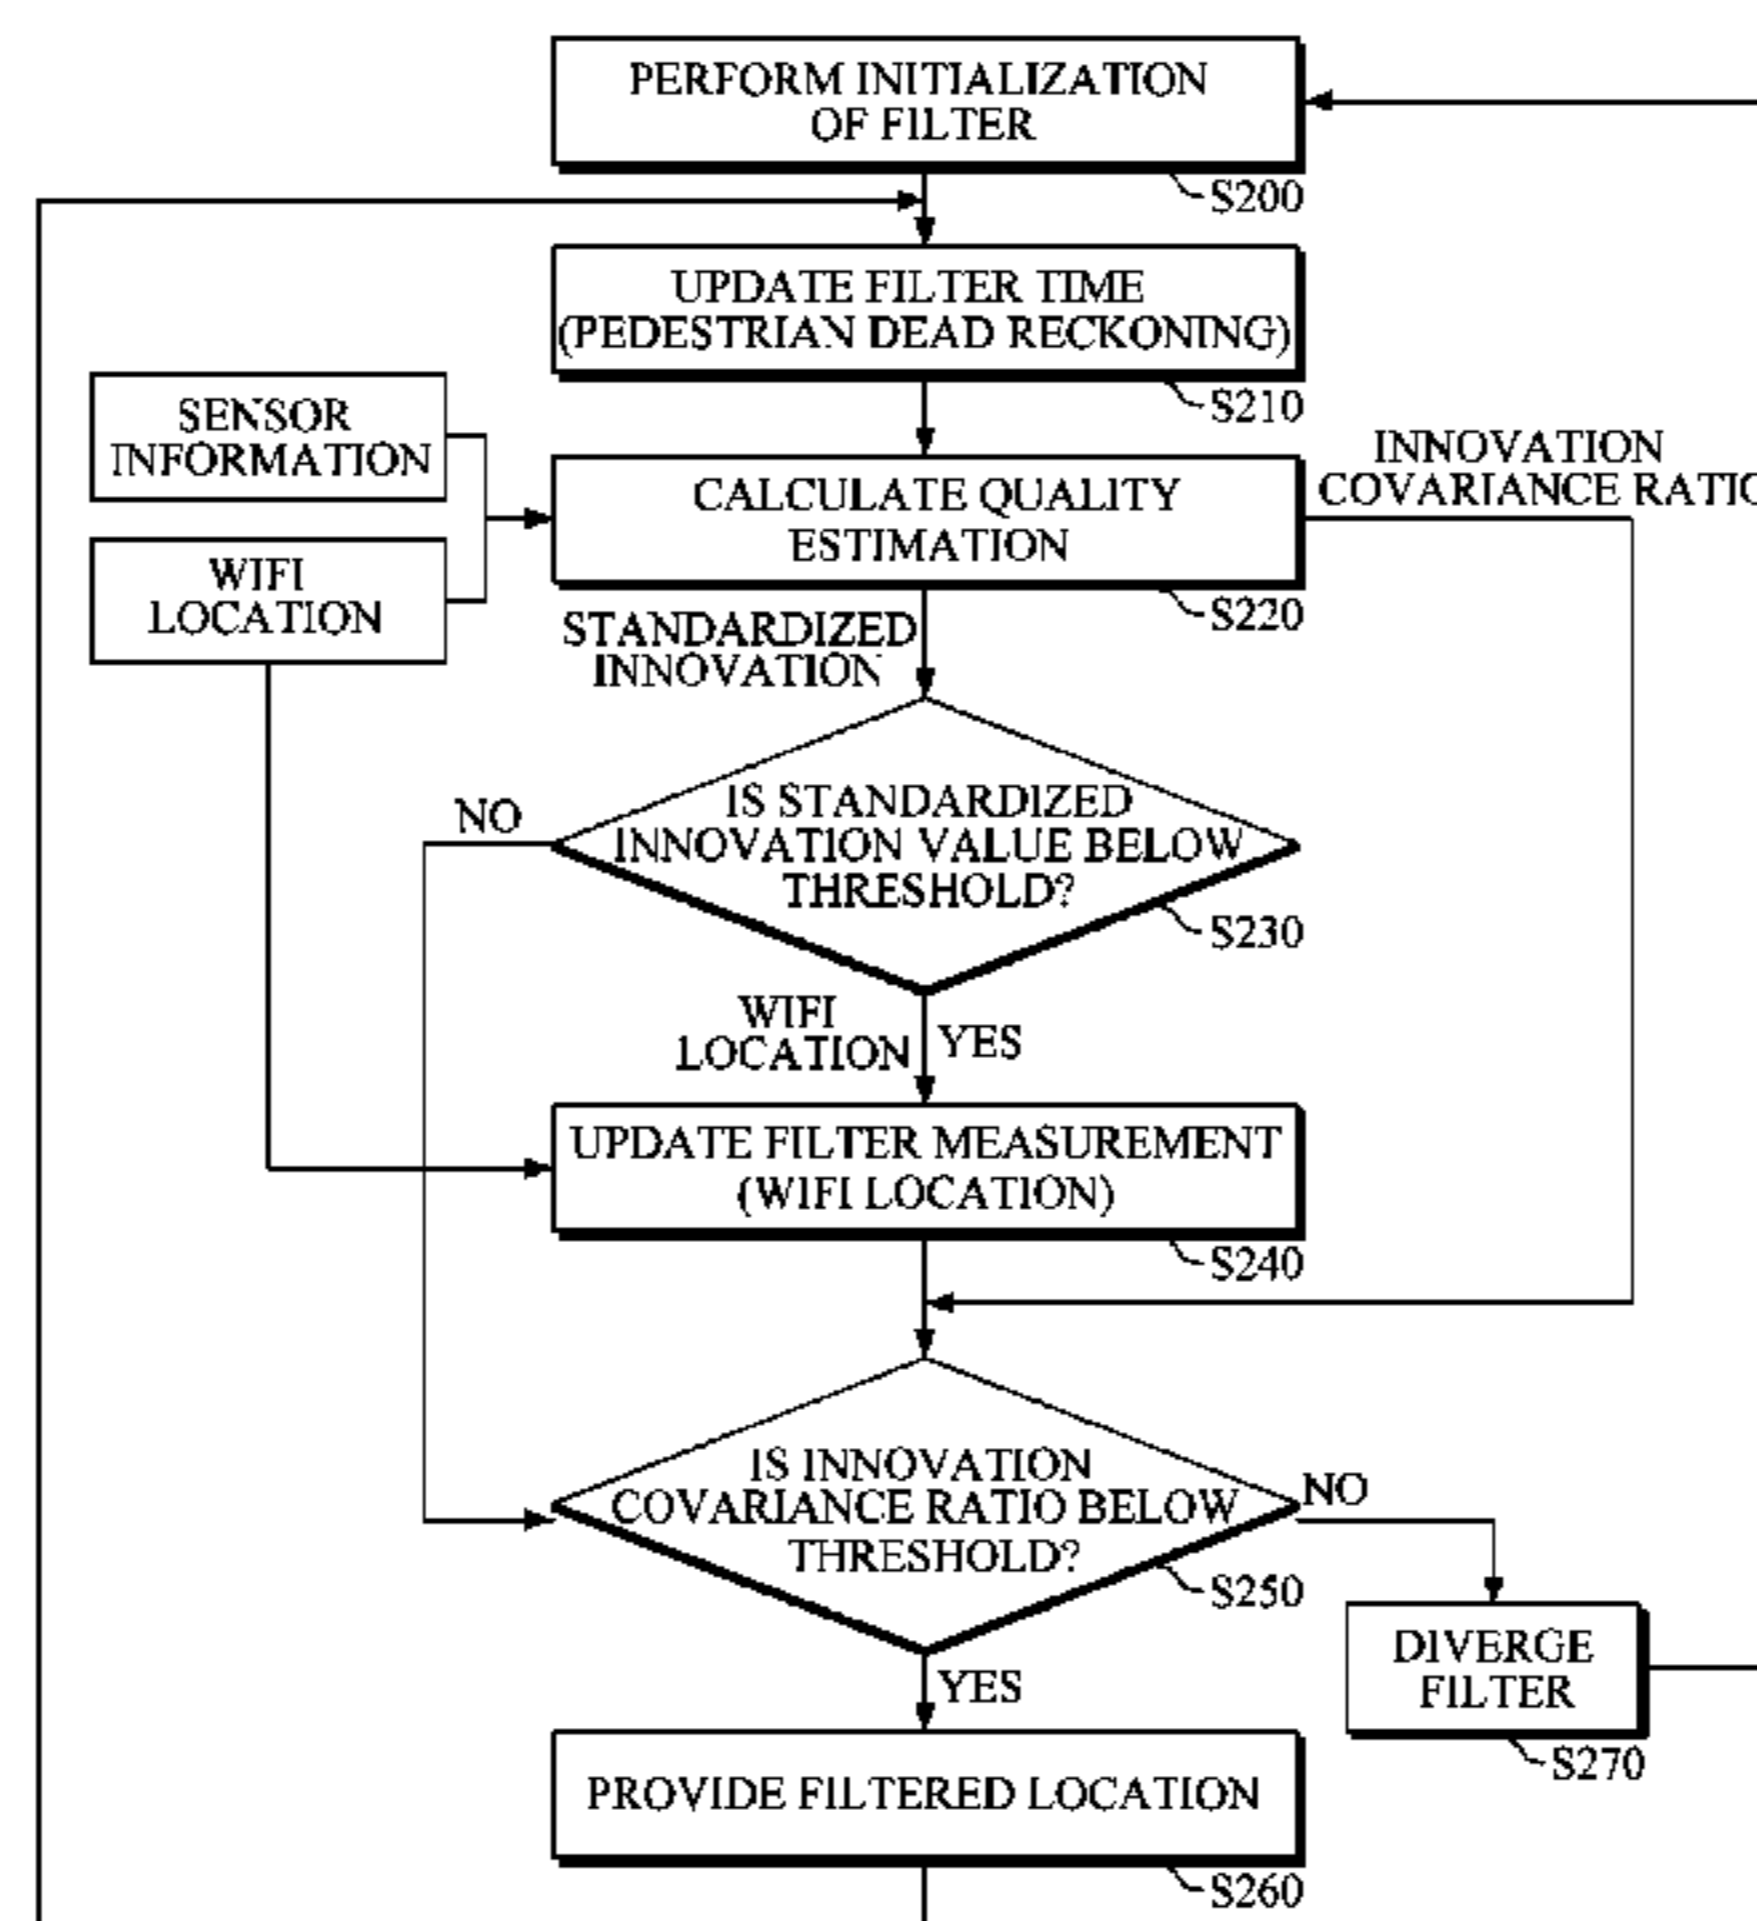 PERFORM INITIALIZATION
OF FILTER
S200
UPDATE FILTER TIME
(PEDESTRIAN DEAD RECKONING)
S210
SENSOR
INFORMATION
WIFI
LOCATION
CALCULATE QUALITY
ESTIMATION
S220
INNOVATION
COVARIANCE RATIO
STANDARDIZED
INNOVATION
IS STANDARDIZED
INNOVATION VALUE BELOW
THRESHOLD?
S230
NO
WIFI
LOCATION
YES
UPDATE FILTER MEASUREMENT
(WIFI LOCATION)
S240
IS INNOVATION
COVARIANCE RATIO BELOW
THRESHOLD?
S250
NO
YES
DIVERGE
FILTER
S270
PROVIDE FILTERED LOCATION
S260